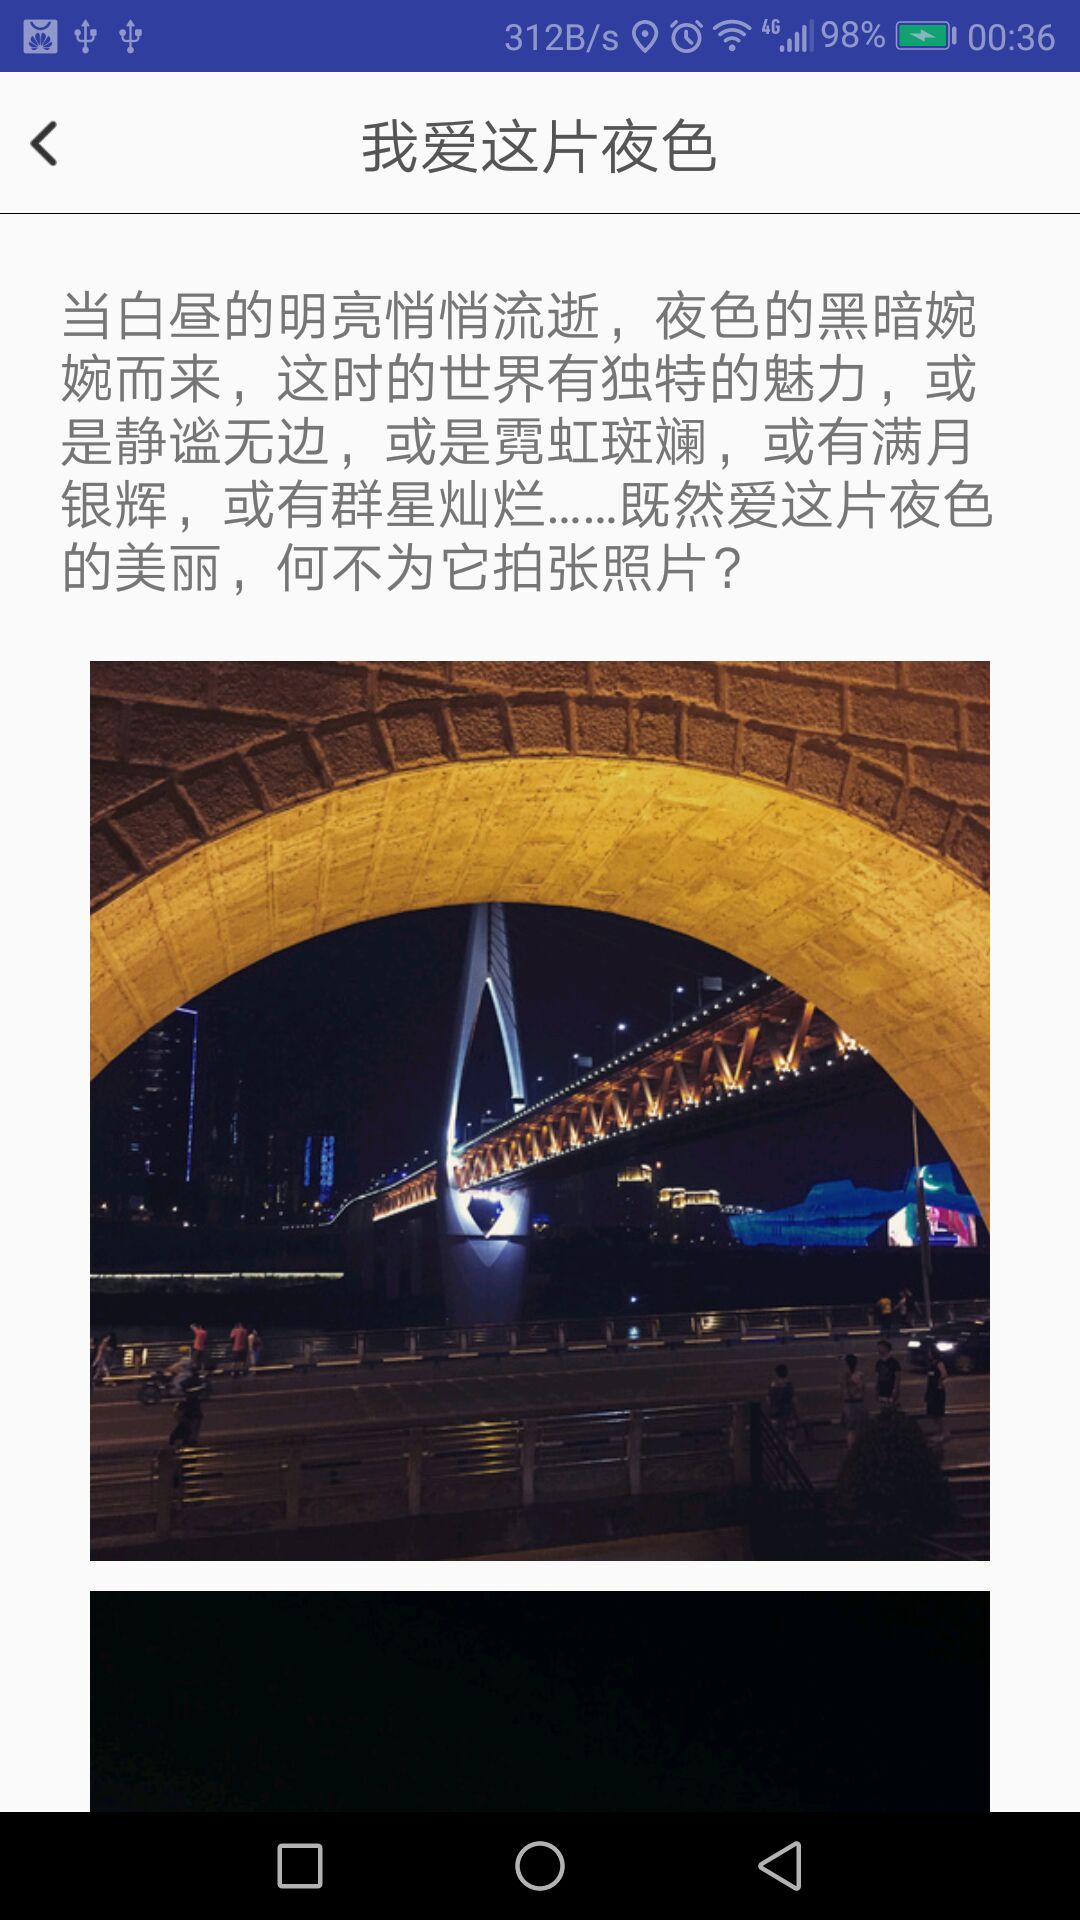 312B/s 4G 98% 00:36
我爱这片夜色
当白昼的明亮悄悄流逝，夜色的黑暗婉
婉而来，这时的世界有独特的魅力，或
是静谧无边，或是霓虹斑斓，或有满月
银辉，或有群星灿烂……既然爱这片夜色
的美丽，何不为它拍张照片？